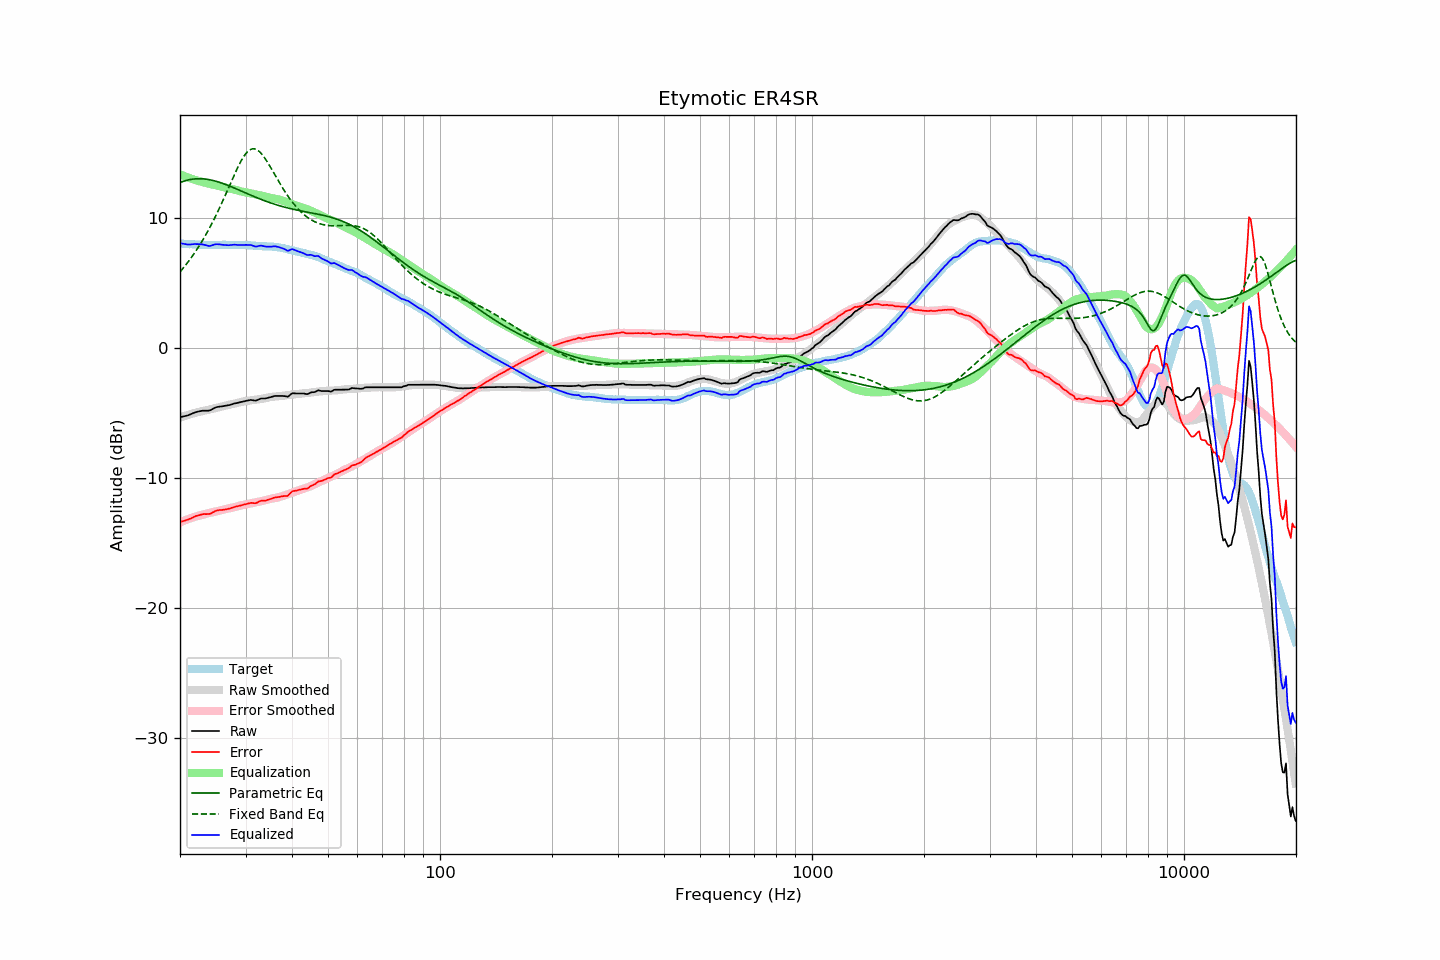 Etymotic ER4SR
Amplitude (dBr)
10
0
−10
−20
−30
Target
Raw Smoothed
Error Smoothed
Raw
Error
Equalization
Parametric Eq
Fixed Band Eq
Equalized
100
1000
10000
Frequency (Hz)